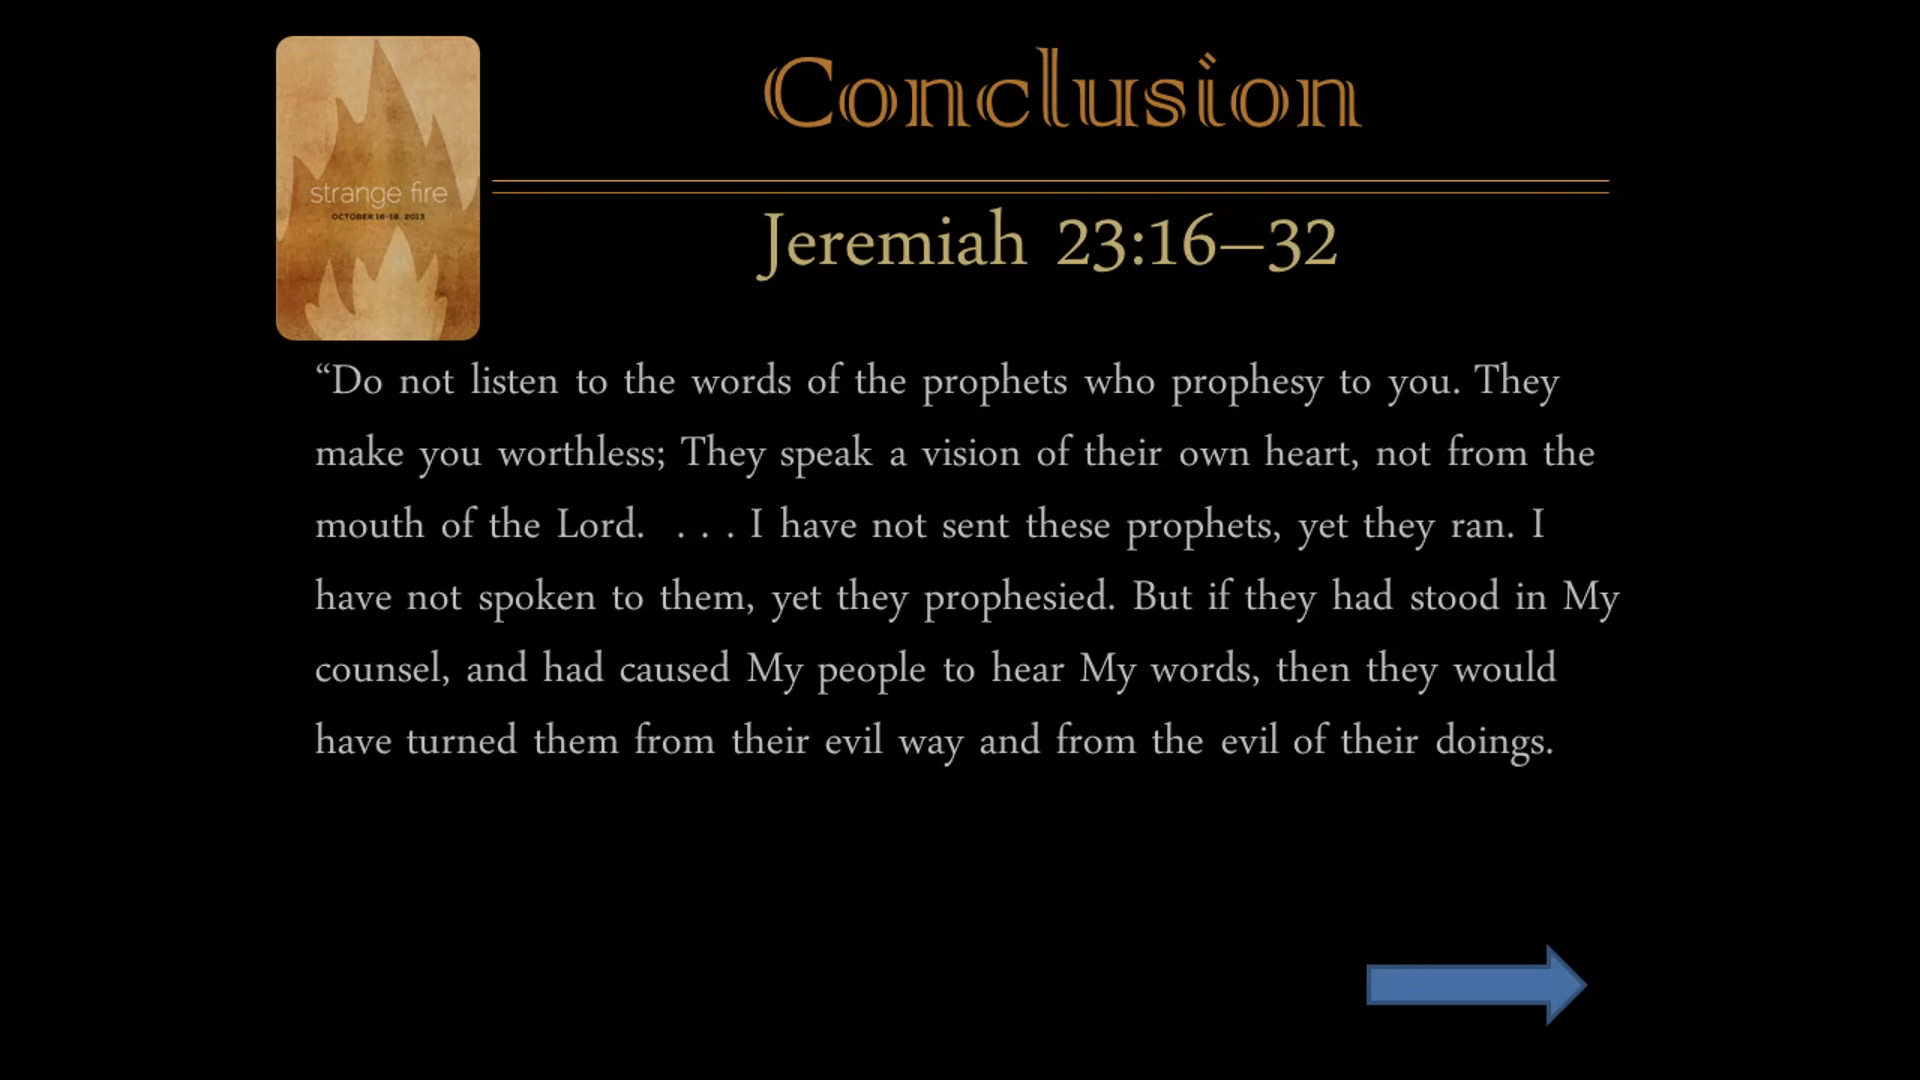 Conclusion
strange fire
OCTOBER 16-18, 2013
Jeremiah 23:16–32
“Do not listen to the words of the prophets who prophesy to you. They
make you worthless; They speak a vision of their own heart, not from the
mouth of the Lord.  . . . I have not sent these prophets, yet they ran. I
have not spoken to them, yet they prophesied. But if they had stood in My
counsel, and had caused My people to hear My words, then they would
have turned them from their evil way and from the evil of their doings.